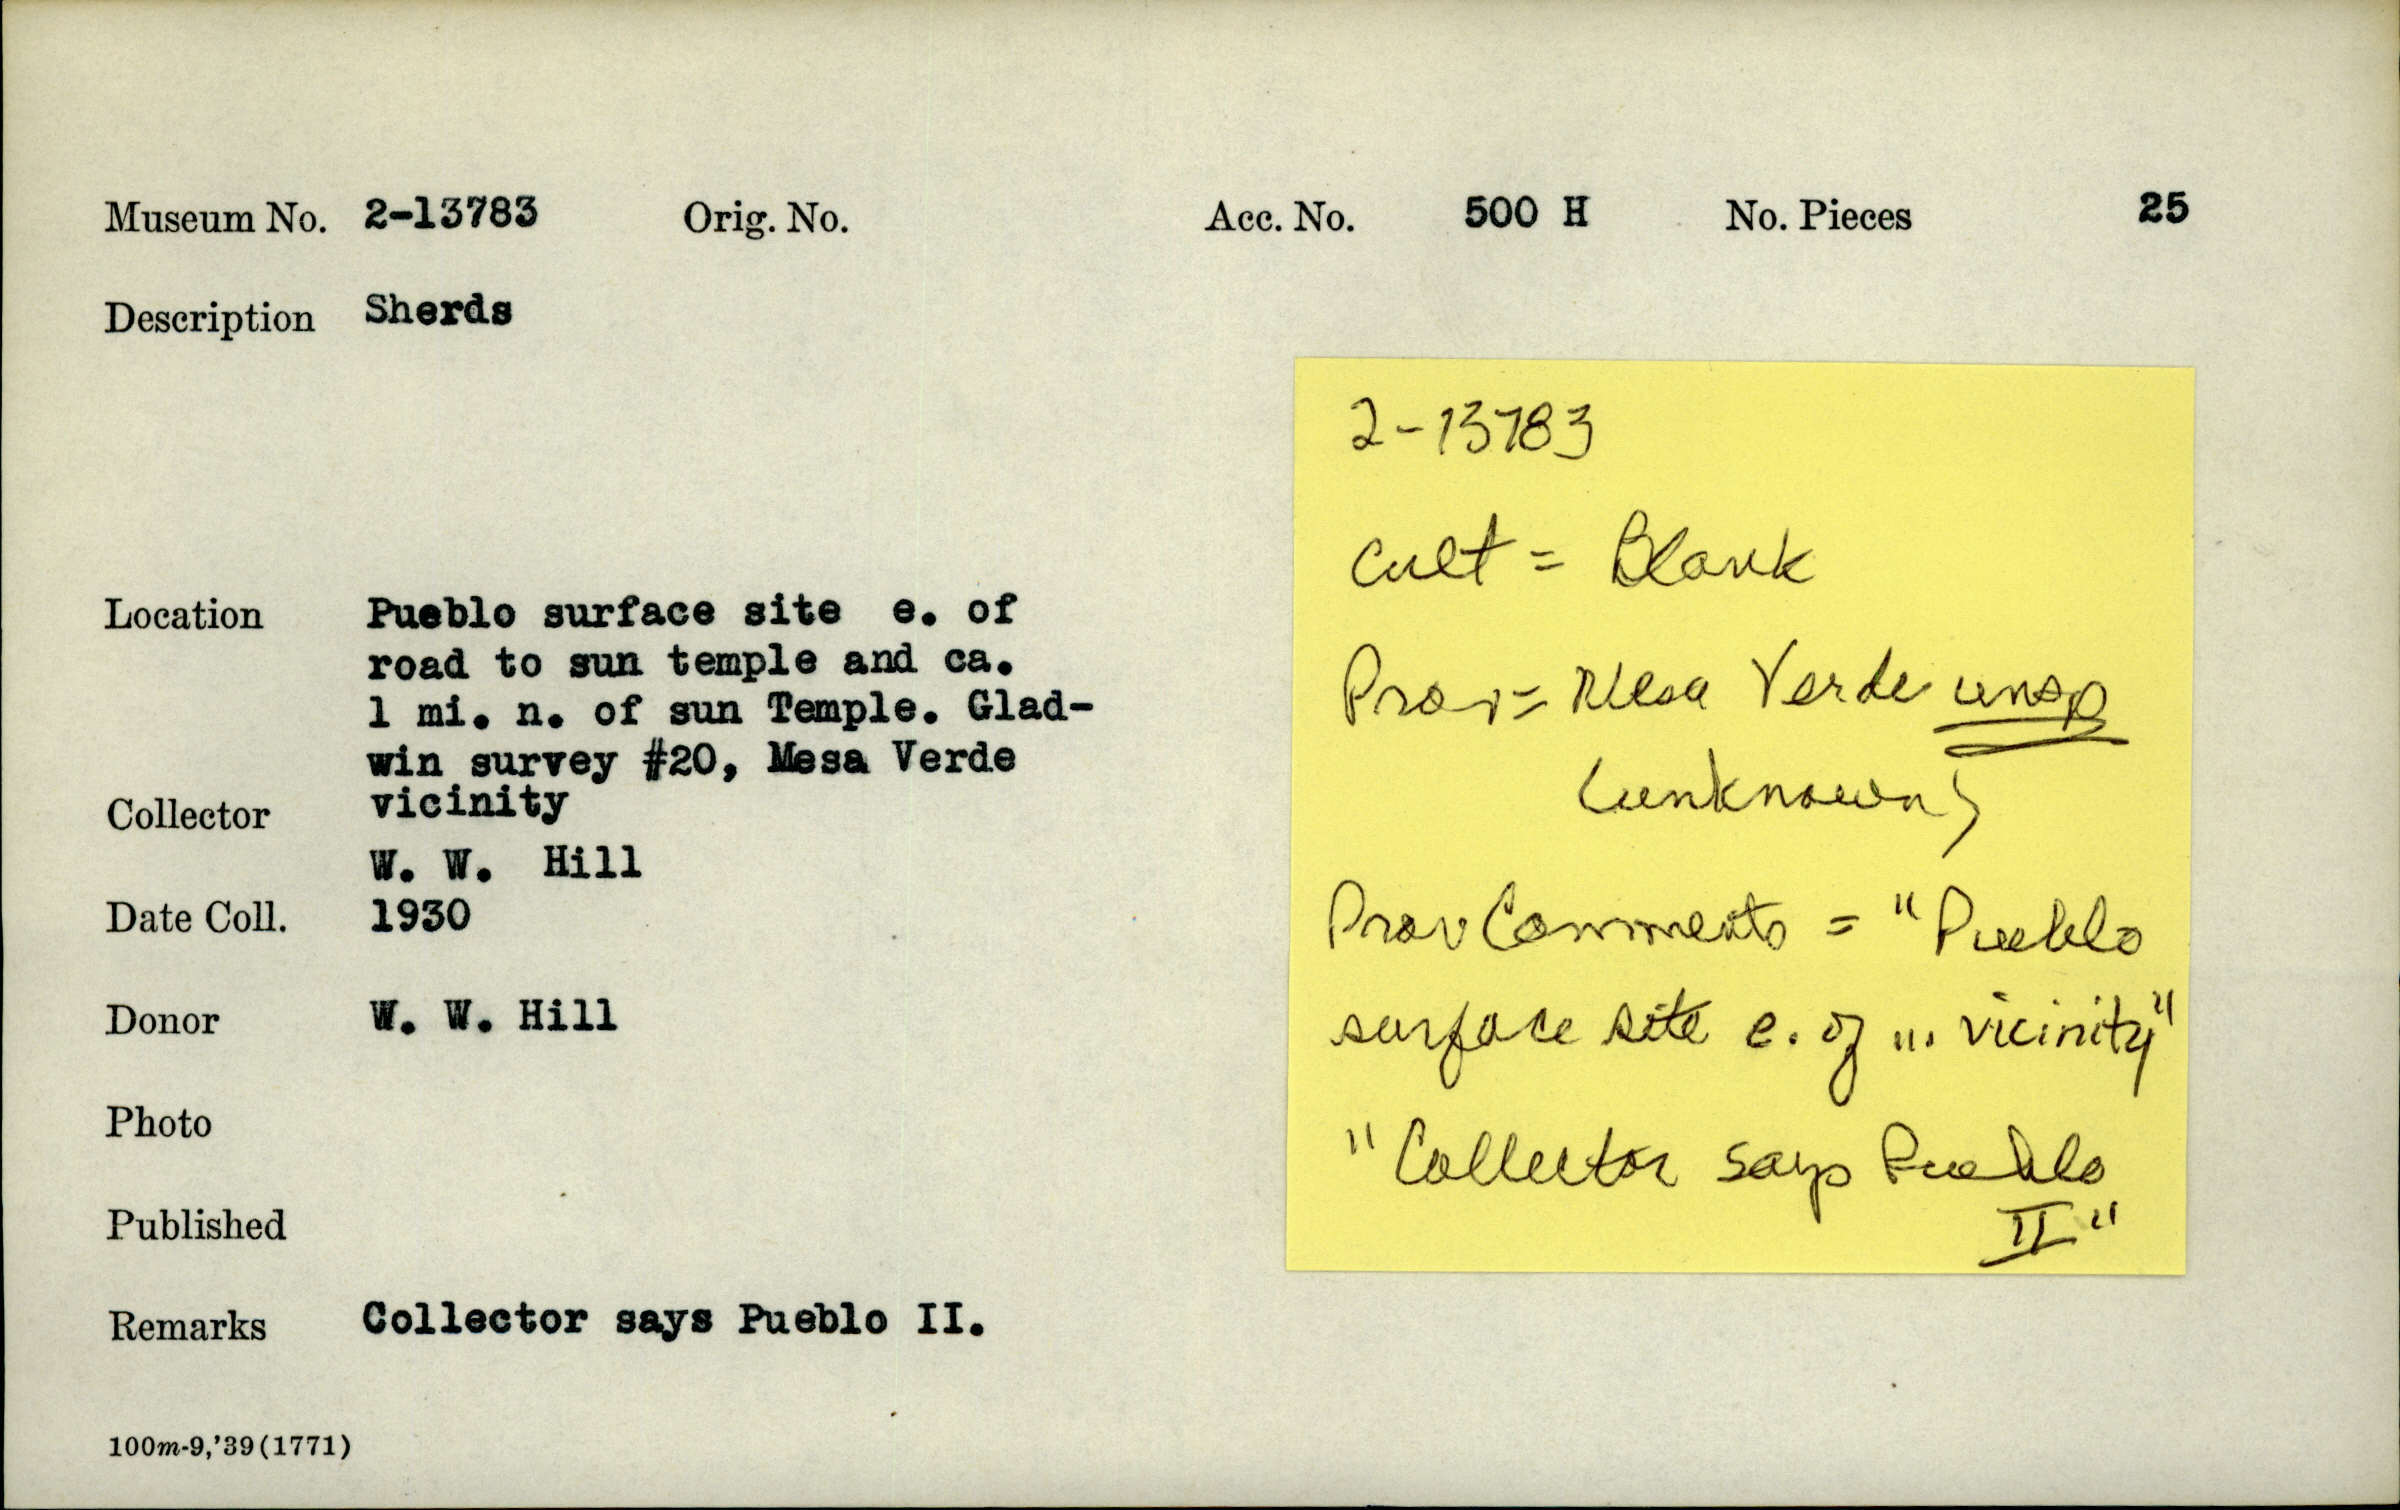 Museum No. 2-13783 Orig. No. Acc. No. 500 H No. Pieces 25
Description Sherds
Location Pueblo surface site e. of
road to sun temple and ca.
1 mi. n. of sun Temple. Glad-
win survey #20, Mesa Verde
vicinity
Collector
W. W. Hill
Date Coll. 1930
Donor W. W. Hill
Photo
Published
Remarks Collector says Pueblo II.
100m-9,'39(1771)
2-13783
Cult = Blank
Prov = Mesa Verde unsp
(unknown)
Prov Comments = "Pueblo
surface site e. of ... vicinity"
"Collector says Pueblo
II"